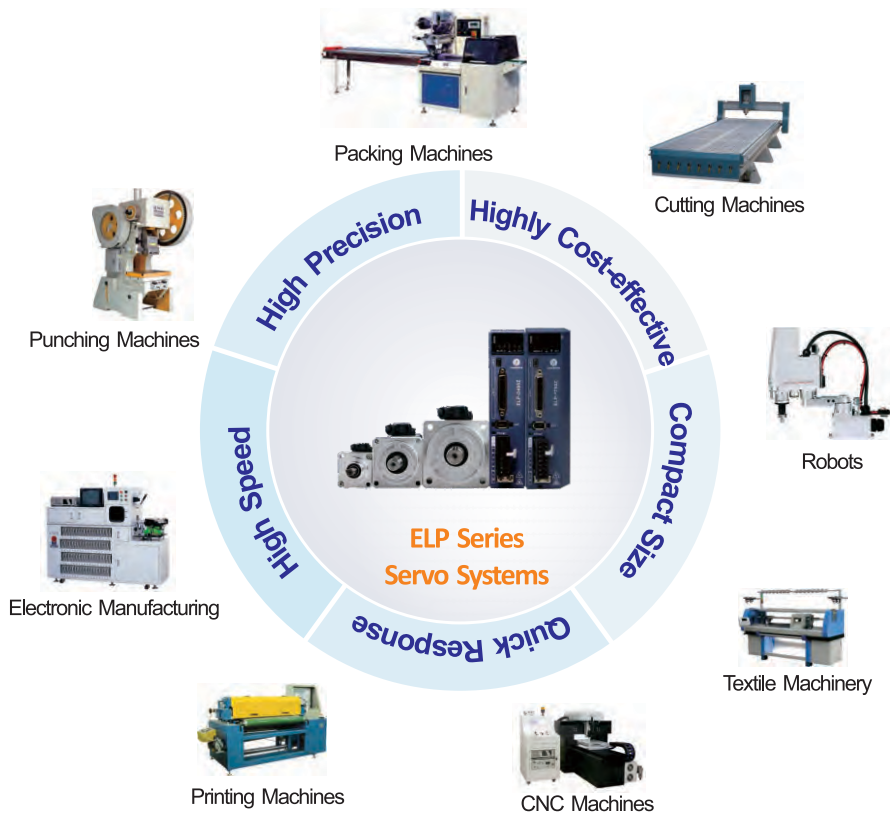 Packing Machines
Cutting Machines
Punching Machines
High Precision
Highly Cost-effective
Robots
Compact Size
High Speed
ELP Series
Servo Systems
Electronic Manufacturing
Quick Response
Textile Machinery
Printing Machines
CNC Machines